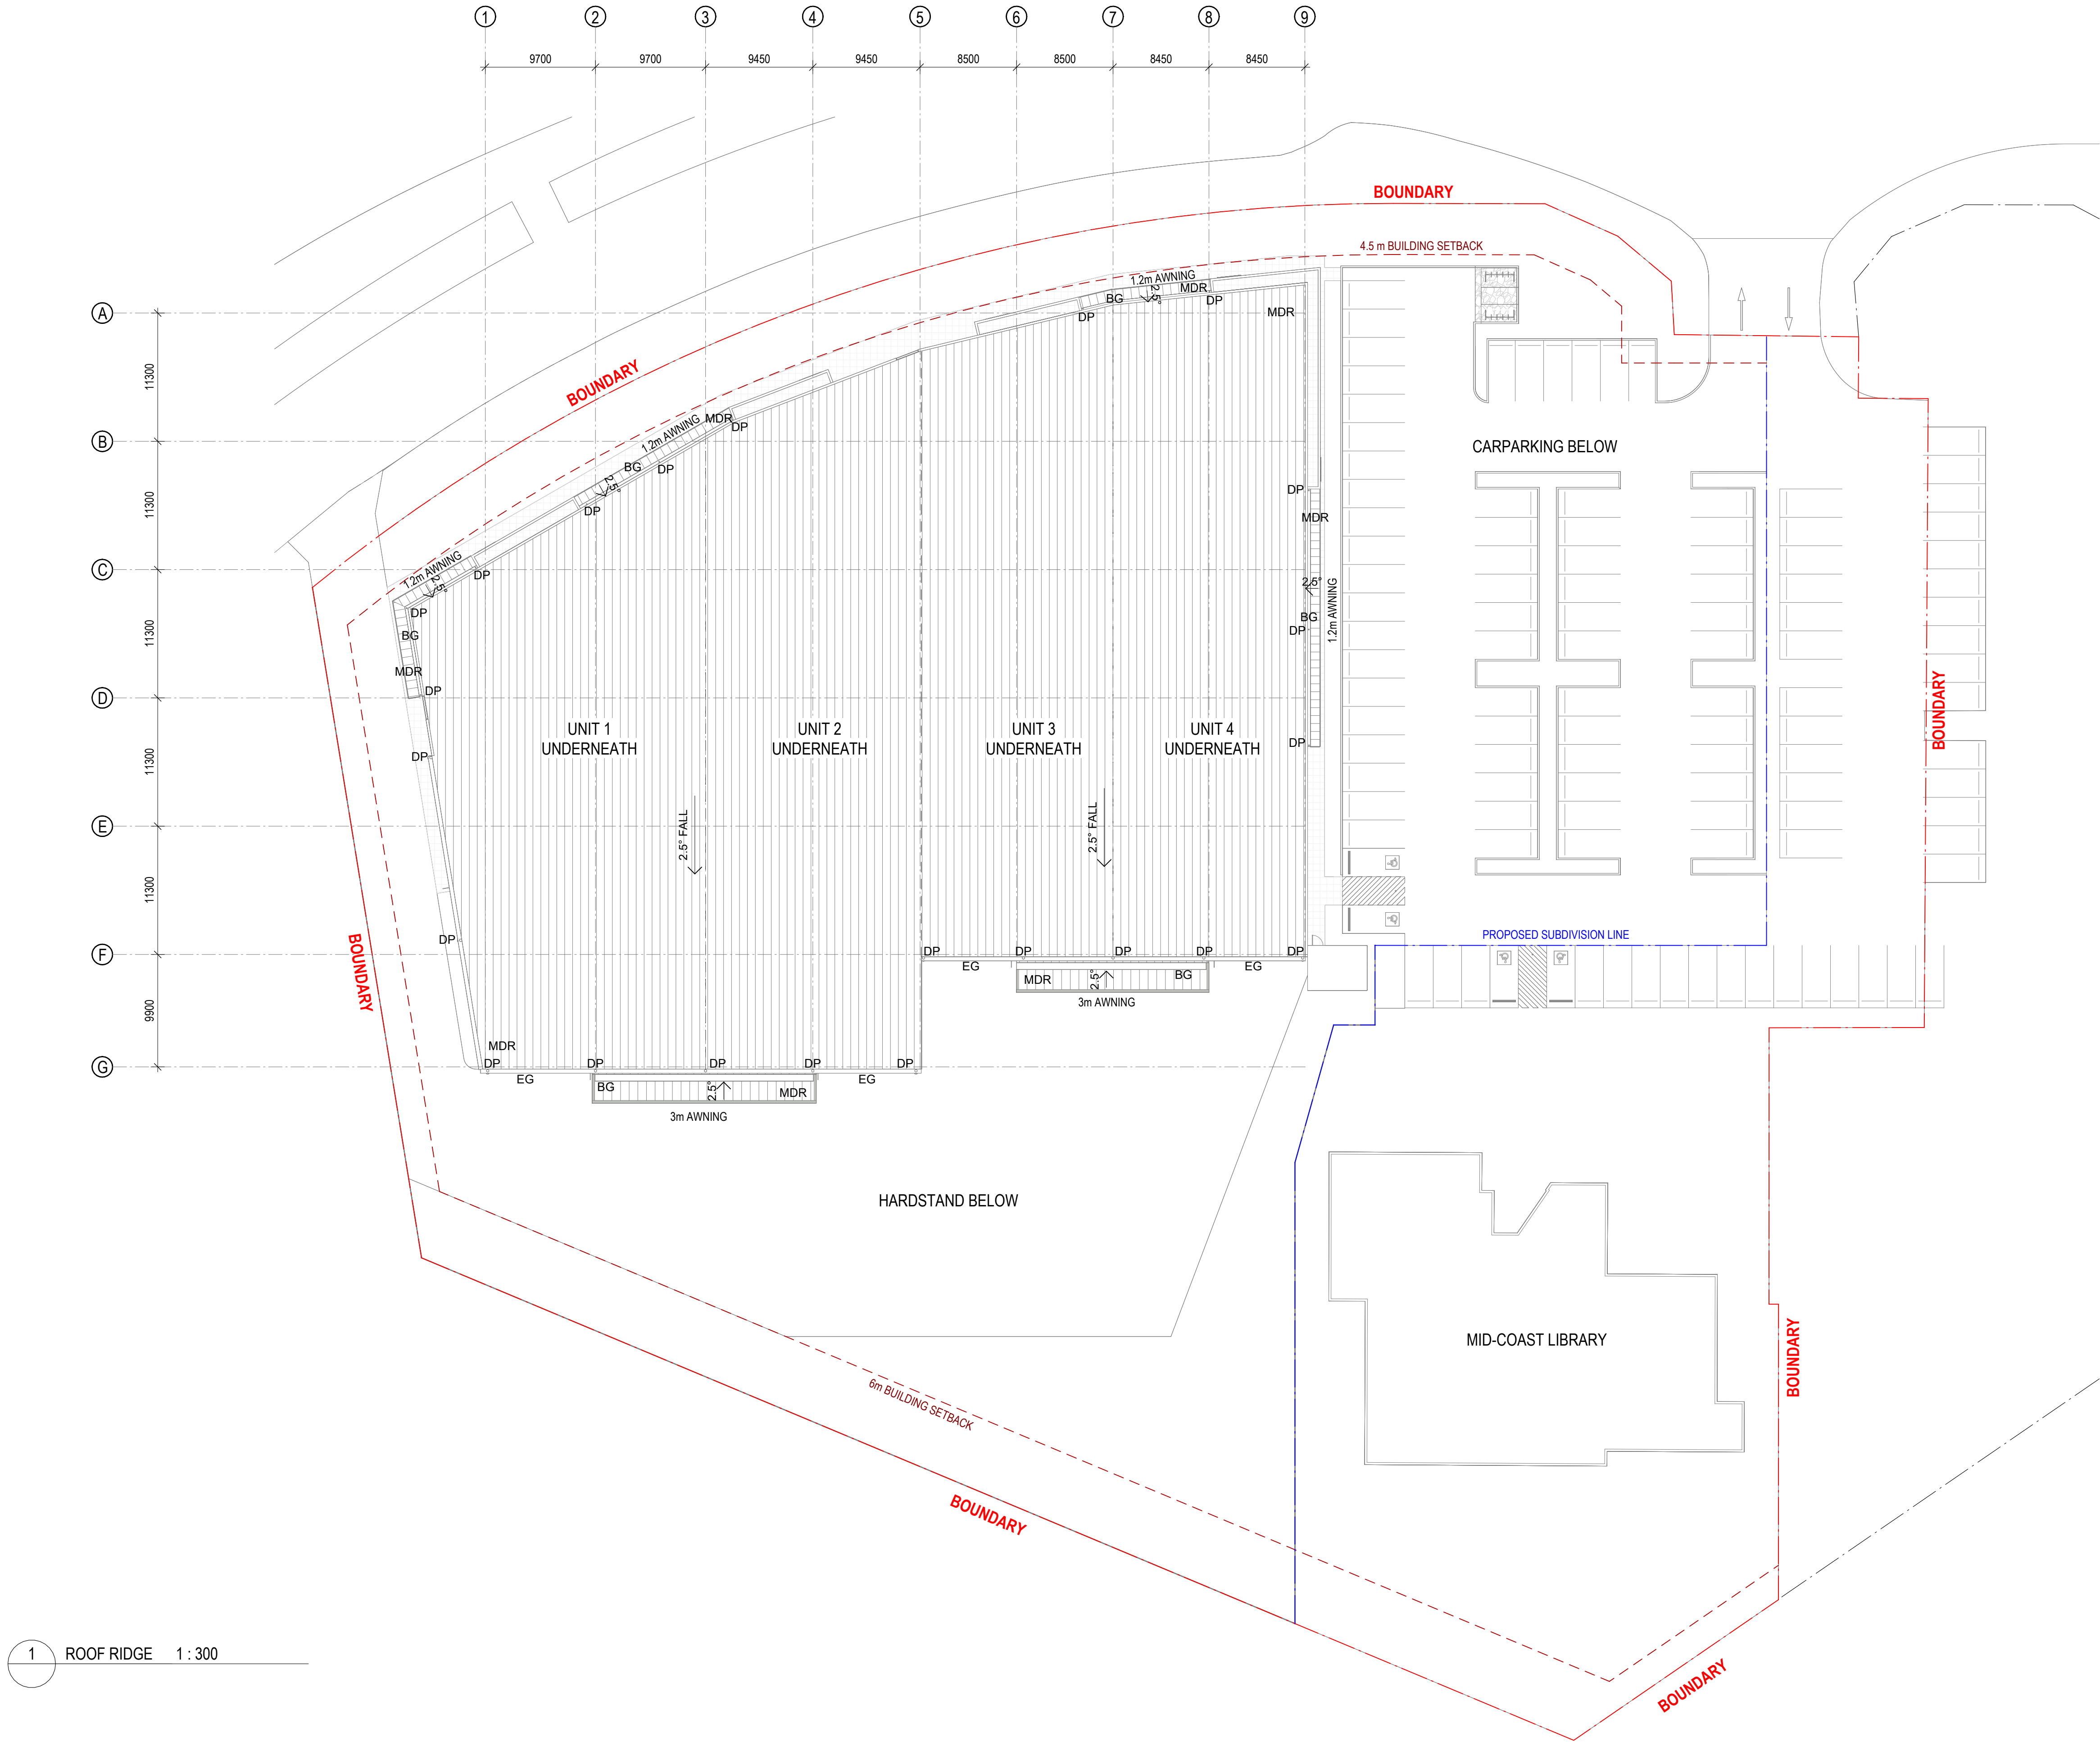 1 2 3 4 5 6 7 8 9
9700 9700 9450 9450 8500 8500 8450 8450
BOUNDARY
4.5 m BUILDING SETBACK
1.2m AWNING
BG
2.5°
MDR
DP
DP
MDR
A
11300
BOUNDARY
MDR
DP
1.2m AWNING
B
BG
DP
CARPARKING BELOW
2.5°
DP
DP
11300
MDR
1.2m AWNING
C
DP
2.5°
2.5°
1.2m AWNING
DP
BG
DP
11300
BG
MDR
DP
D
BOUNDARY
UNIT 1
UNDERNEATH
UNIT 2
UNDERNEATH
UNIT 3
UNDERNEATH
UNIT 4
UNDERNEATH
DP
DP
11300
E
2.5° FALL
2.5° FALL
11300
PROPOSED SUBDIVISION LINE
DP
F
DP DP DP DP DP
EG
EG
BOUNDARY
MDR
2.5°
BG
3m AWNING
9900
MDR
G
DP DP DP DP DP
EG
EG
BG
2.5°
MDR
3m AWNING
HARDSTAND BELOW
MID-COAST LIBRARY
BOUNDARY
6m BUILDING SETBACK
BOUNDARY
BOUNDARY
1 ROOF RIDGE 1 : 300